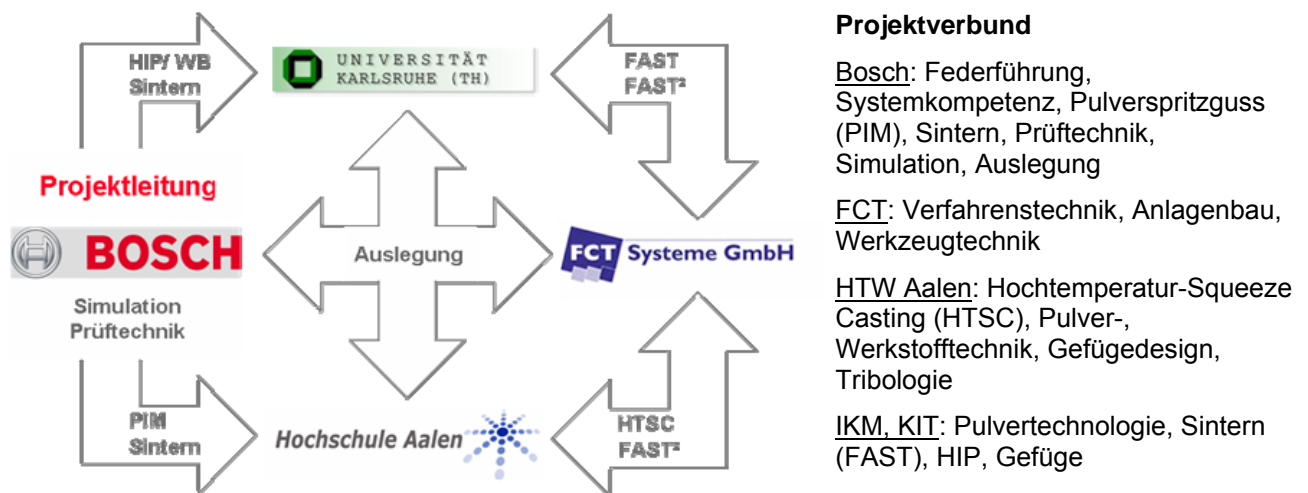 HIP/ WB
Sintern
UNIVERSITÄT
KARLSRUHE (TH)
FAST
FAST²
Projektleitung
BOSCH
Simulation
Prüftechnik
Auslegung
FCT Systeme GmbH
PIM
Sintern
Hochschule Aalen
HTSC
FAST²
Projektverbund
Bosch: Federführung,
Systemkompetenz, Pulverspritzguss
(PIM), Sintern, Prüftechnik,
Simulation, Auslegung
FCT: Verfahrenstechnik, Anlagenbau,
Werkzeugtechnik
HTW Aalen: Hochtemperatur-Squeeze
Casting (HTSC), Pulver-,
Werkstofftechnik, Gefügedesign,
Tribologie
IKM, KIT: Pulvertechnologie, Sintern
(FAST), HIP, Gefüge